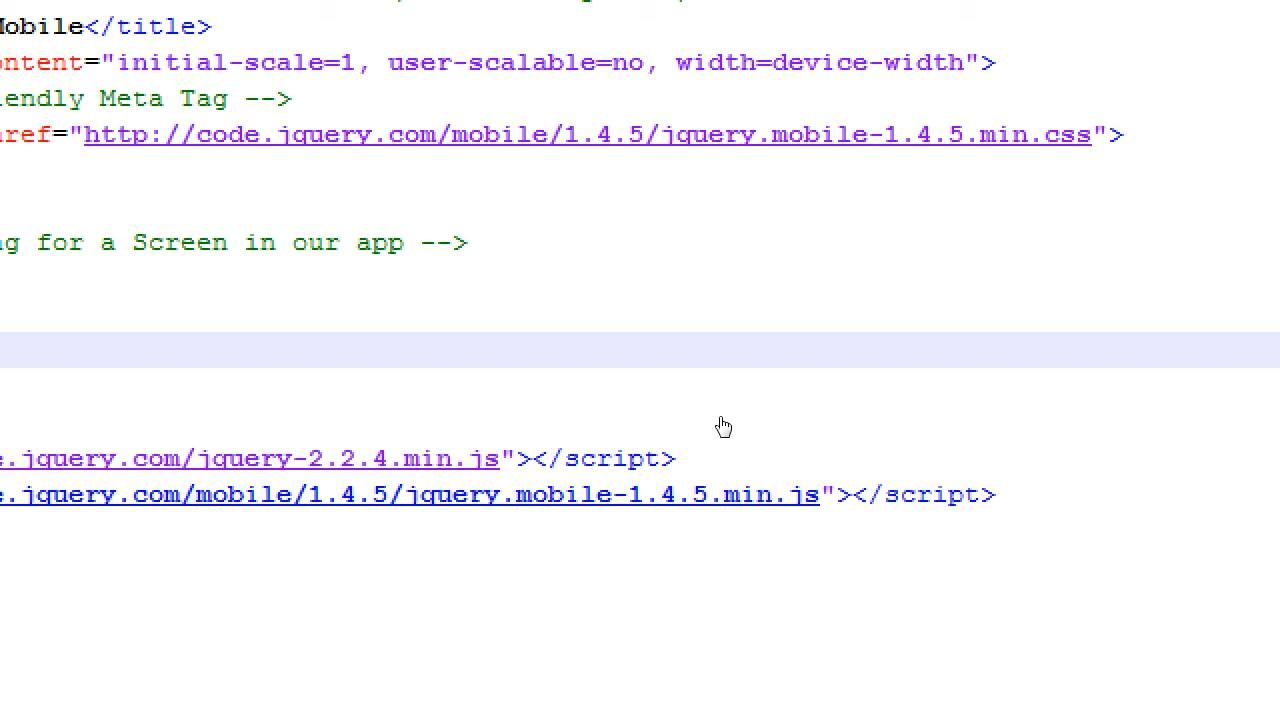 Mobile</title>
ontent="initial-scale=1, user-scalable=no, width=device-width">
iendly Meta Tag -->
href="http://code.jquery.com/mobile/1.4.5/jquery.mobile-1.4.5.min.css">
ng for a Screen in our app -->
e.jquery.com/jquery-2.2.4.min.js"></script>
e.jquery.com/mobile/1.4.5/jquery.mobile-1.4.5.min.js"></script>